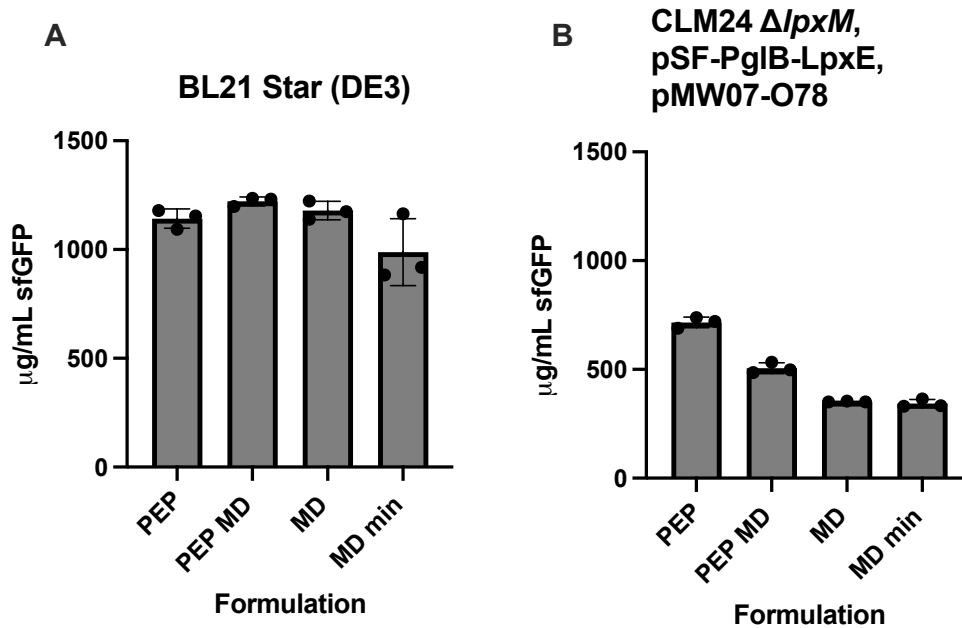 A
BL21 Star (DE3)
1500
1000
500
0
μg/mL sfGFP
PEP
PEP MD
MD
MD min
Formulation
B
CLM24 ΔlpxM,
pSF-PglB-LpxE,
pMW07-O78
1500
1000
500
0
μg/mL sfGFP
PEP
PEP MD
MD
MD min
Formulation